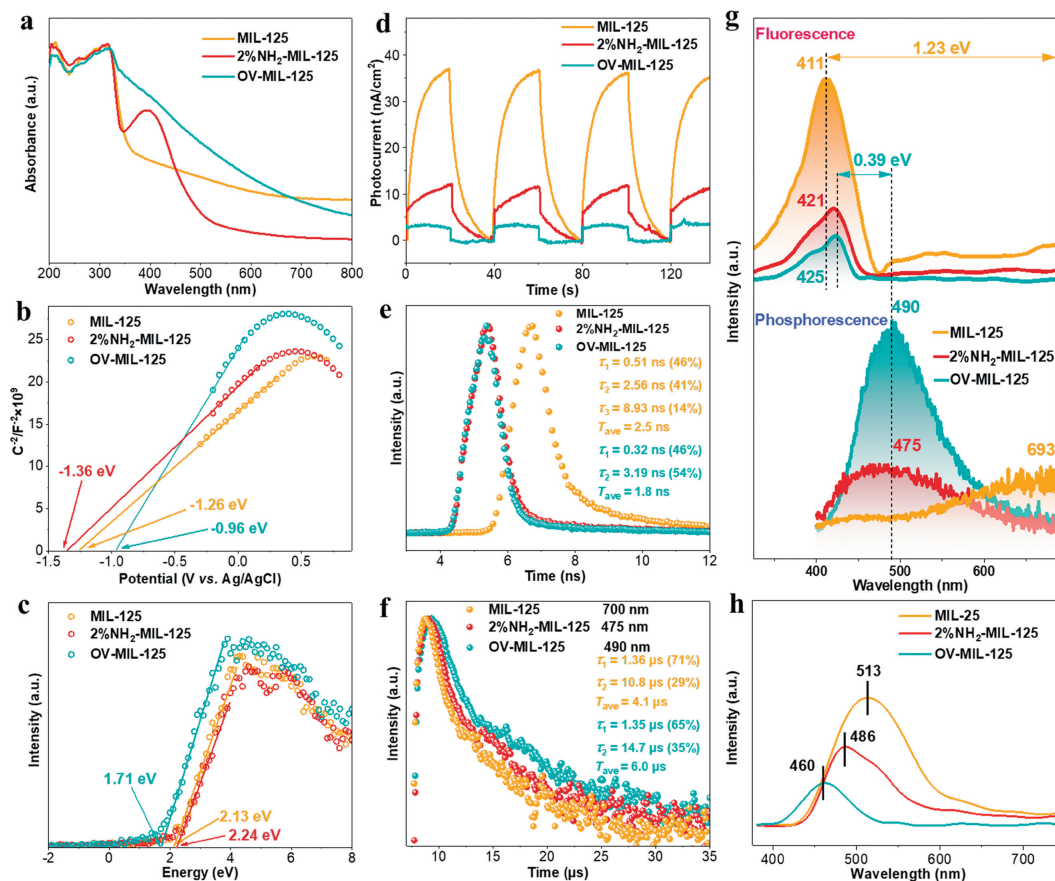 a
MIL-125
2%NH₂-MIL-125
OV-MIL-125
Absorbance (a.u.)
200 300 400 500 600 700 800
Wavelength (nm)
b
MIL-125
2%NH₂-MIL-125
OV-MIL-125
C⁻²/F⁻²×10⁹
25
20
15
10
5
0
-1.36 eV
-1.26 eV
-0.96 eV
-1.5 -1.0 -0.5 0.0 0.5
Potential (V vs. Ag/AgCl)
c
MIL-125
2%NH₂-MIL-125
OV-MIL-125
Intensity (a.u.)
1.71 eV
2.13 eV
2.24 eV
-2 0 2 4 6 8
Energy (eV)
d
MIL-125
2%NH₂-MIL-125
OV-MIL-125
Photocurrent (nA/cm²)
40
30
20
10
0
0 40 80 120
Time (s)
e
MIL-125
2%NH₂-MIL-125
OV-MIL-125
τ₁ = 0.51 ns (46%)
τ₂ = 2.56 ns (41%)
τ₃ = 8.93 ns (14%)
Tave = 2.5 ns
τ₁ = 0.32 ns (46%)
τ₂ = 3.19 ns (54%)
Tave = 1.8 ns
Intensity (a.u.)
4 6 8 10 12
Time (ns)
f
MIL-125 700 nm
2%NH₂-MIL-125 475 nm
OV-MIL-125 490 nm
τ₁ = 1.36 μs (71%)
τ₂ = 10.8 μs (29%)
Tave = 4.1 μs
τ₁ = 1.35 μs (65%)
τ₂ = 14.7 μs (35%)
Tave = 6.0 μs
Intensity (a.u.)
10 15 20 25 30 35
Time (μs)
g
Fluorescence
1.23 eV
411
0.39 eV
421
425
490
Phosphorescence
MIL-125
2%NH₂-MIL-125
OV-MIL-125
475
693
Intensity (a.u.)
400 500 600
Wavelength (nm)
h
MIL-25
2%NH₂-MIL-125
OV-MIL-125
513
486
460
Intensity (a.u.)
400 500 600 700
Wavelength (nm)